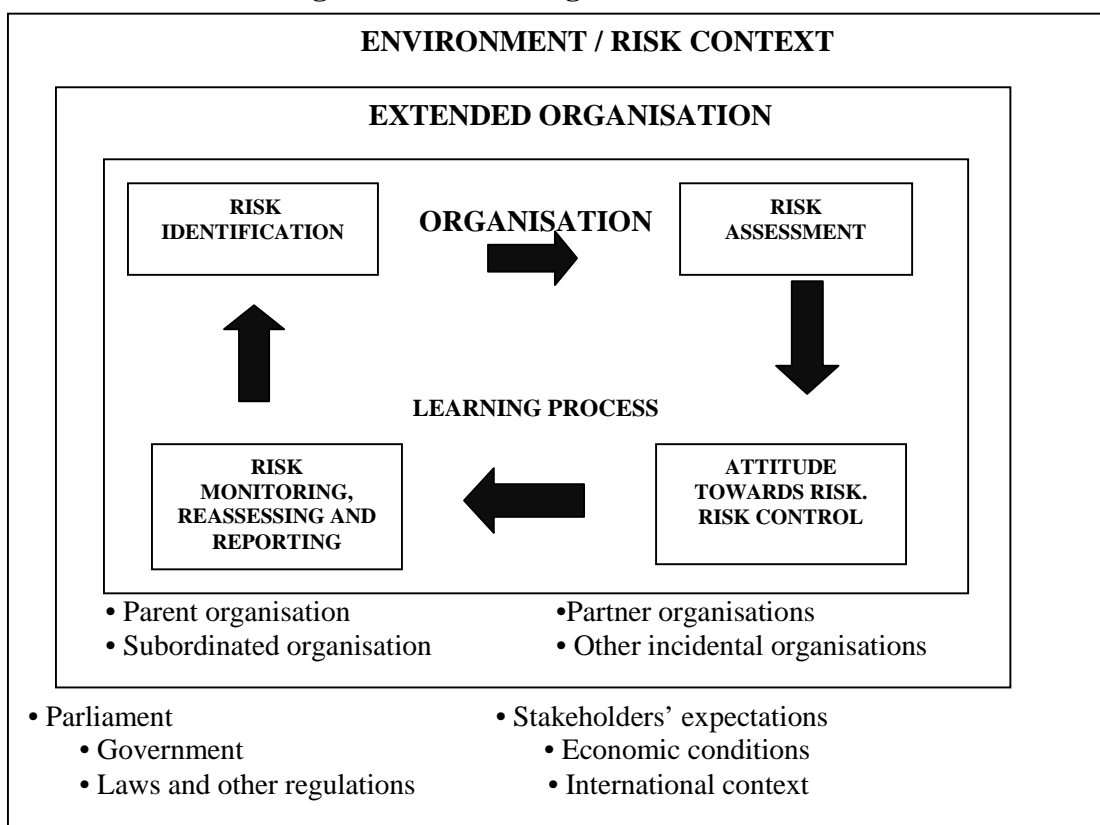 ENVIRONMENT / RISK CONTEXT
EXTENDED ORGANISATION
RISK
IDENTIFICATION
ORGANISATION
RISK
ASSESSMENT
LEARNING PROCESS
RISK
MONITORING,
REASSESSING AND
REPORTING
ATTITUDE
TOWARDS RISK.
RISK CONTROL
• Parent organisation
• Subordinated organisation
•Partner organisations
• Other incidental organisations
• Parliament
• Government
• Laws and other regulations
• Stakeholders’ expectations
• Economic conditions
• International context